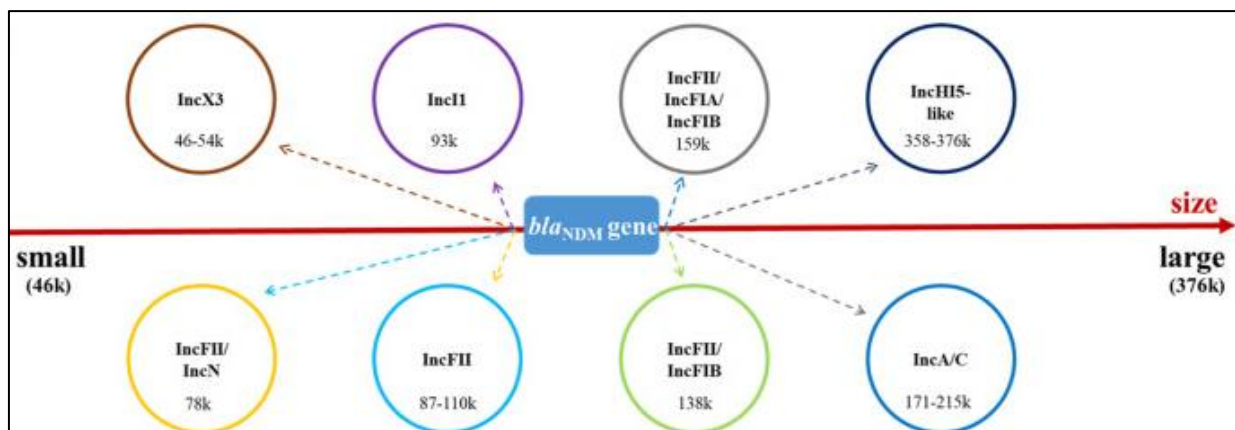 IncX3
46-54k
IncI1
93k
IncFII/
IncFIA/
IncFIB
159k
IncHI5-
like
358-376k
bla_NDM gene
size
small
(46k)
large
(376k)
IncFII/
IncN
78k
IncFII
87-110k
IncFII/
IncFIB
138k
IncA/C
171-215k